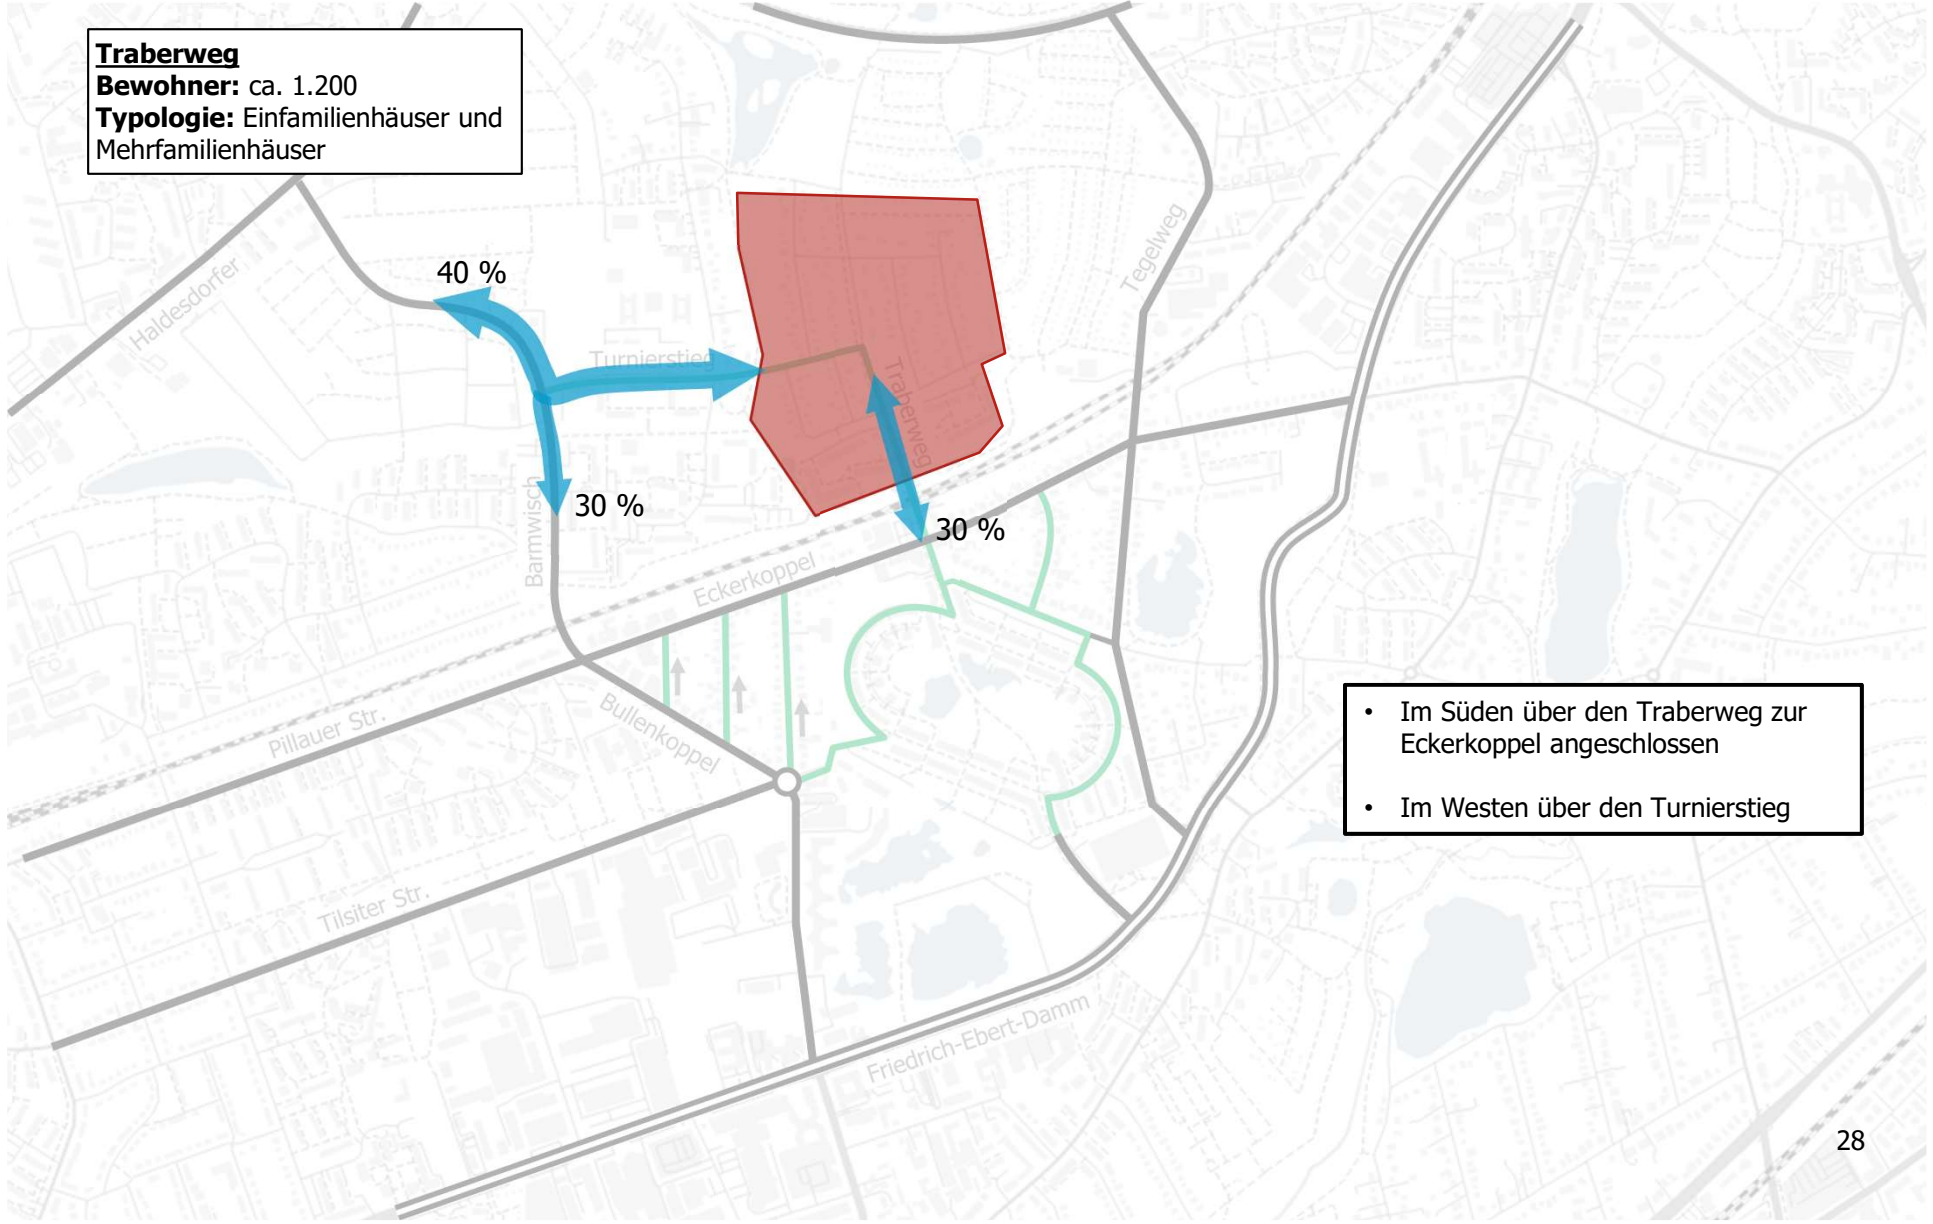 Traberweg
Bewohner: ca. 1.200
Typologie: Einfamilienhäuser und
Mehrfamilienhäuser
Haldesdorfer
40 %
Turnierstieg
Traberweg
Tegelweg
Barmwisch
30 %
30 %
Eckerkoppel
Pillauer Str.
Bullenkoppel
Tilsiter Str.
Friedrich-Ebert-Damm
• Im Süden über den Traberweg zur
Eckerkoppel angeschlossen
• Im Westen über den Turnierstieg
28